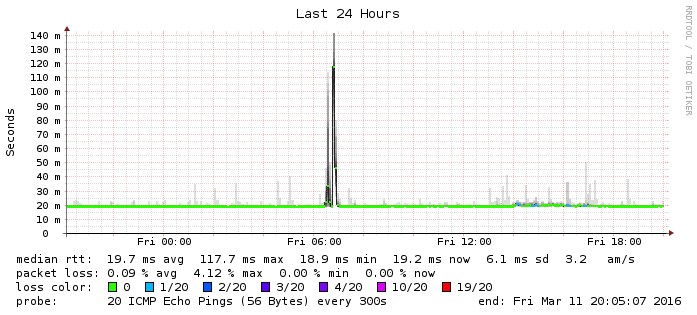 Last 24 Hours
RRDTOOL / TOBI OETIKER
Seconds
140 m
130 m
120 m
110 m
100 m
90 m
80 m
70 m
60 m
50 m
40 m
30 m
20 m
10 m
0
Fri 00:00 Fri 06:00 Fri 12:00 Fri 18:00
median rtt: 19.7 ms avg 117.7 ms max 18.9 ms min 19.2 ms now 6.1 ms sd 3.2 am/s
packet loss: 0.09 % avg 4.12 % max 0.00 % min 0.00 % now
loss color: 0 1/20 2/20 3/20 4/20 10/20 19/20
probe: 20 ICMP Echo Pings (56 Bytes) every 300s end: Fri Mar 11 20:05:07 2016